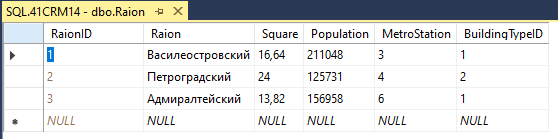 SQL.41CRM14 - dbo.Raion
RaionID Raion Square Population MetroStation BuildinqTypeID
1 Василеостровский 16,64 211048 3 1
2 Петроградский 24 125731 4 2
3 Адмиралтейский 13,82 156958 6 1
NULL NULL NULL NULL NULL NULL